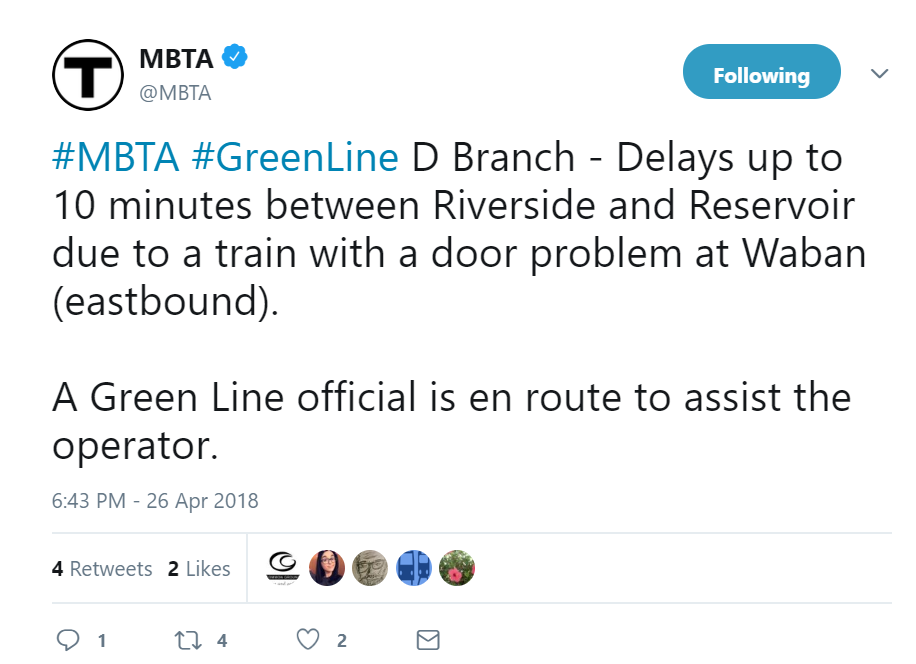 MBTA
@MBTA
Following
#MBTA #GreenLine D Branch - Delays up to
10 minutes between Riverside and Reservoir
due to a train with a door problem at Waban
(eastbound).
A Green Line official is en route to assist the
operator.
6:43 PM - 26 Apr 2018
4 Retweets 2 Likes
1 4 2